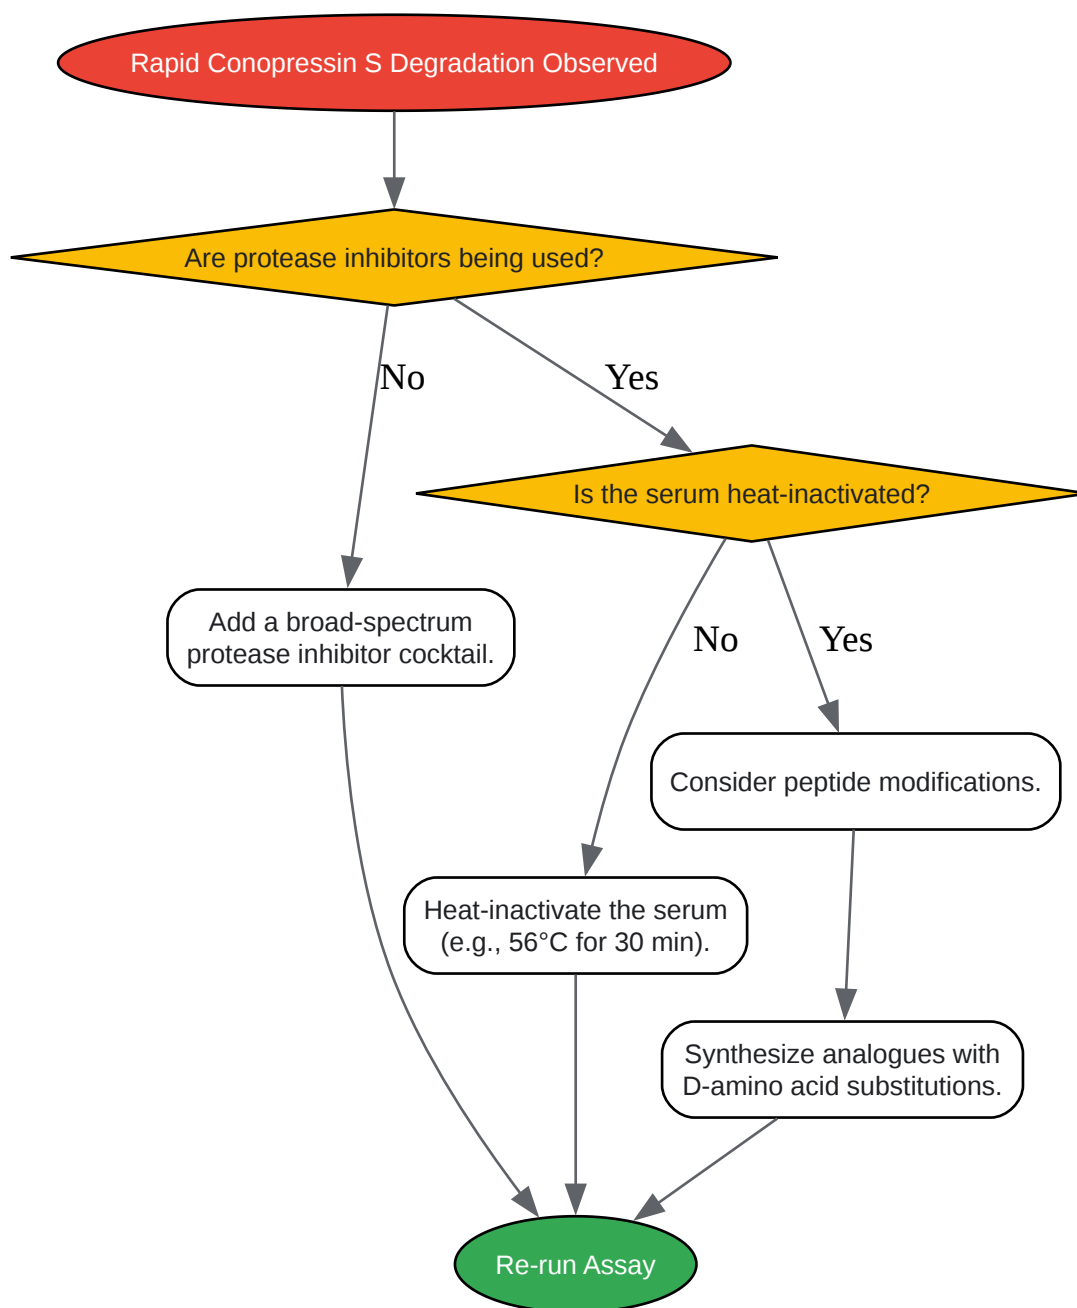 Rapid Conopressin S Degradation Observed
Are protease inhibitors being used?
No
Yes
Is the serum heat-inactivated?
Add a broad-spectrum
protease inhibitor cocktail.
No
Yes
Consider peptide modifications.
Heat-inactivate the serum
(e.g., 56°C for 30 min).
Synthesize analogues with
D-amino acid substitutions.
Re-run Assay